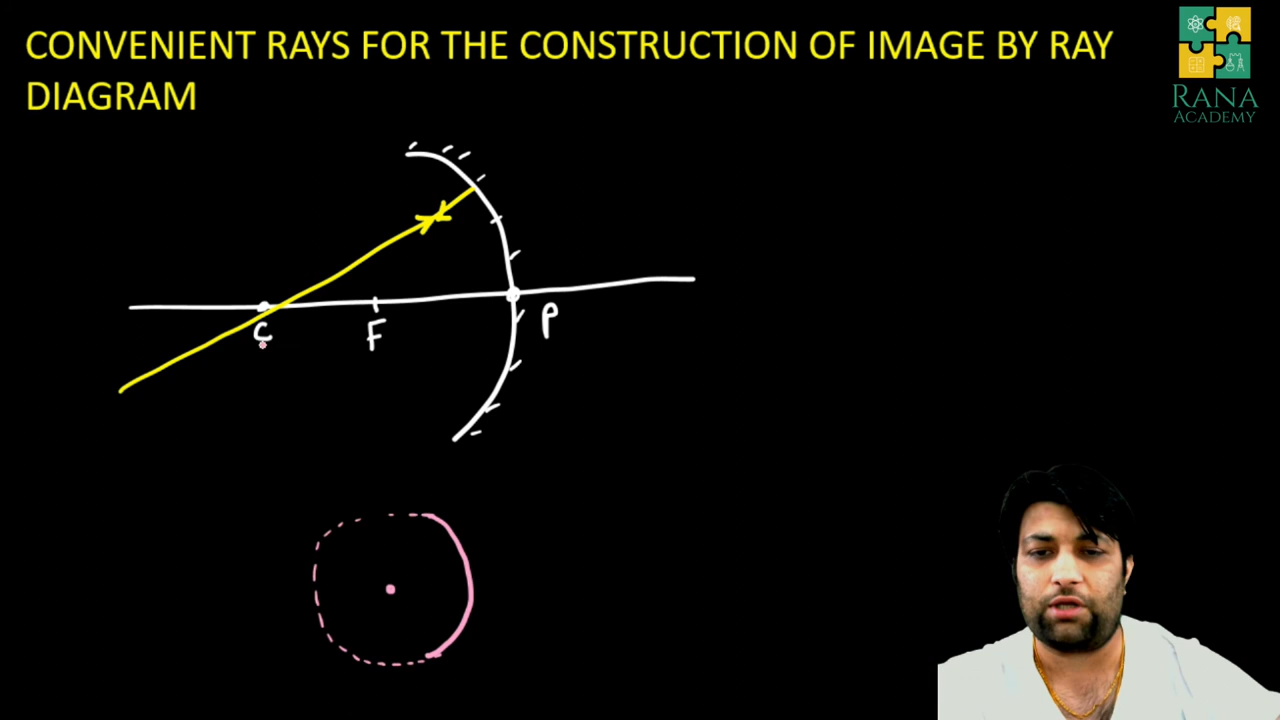 CONVENIENT RAYS FOR THE CONSTRUCTION OF IMAGE BY RAY
DIAGRAM
RANA
ACADEMY
C
F
P